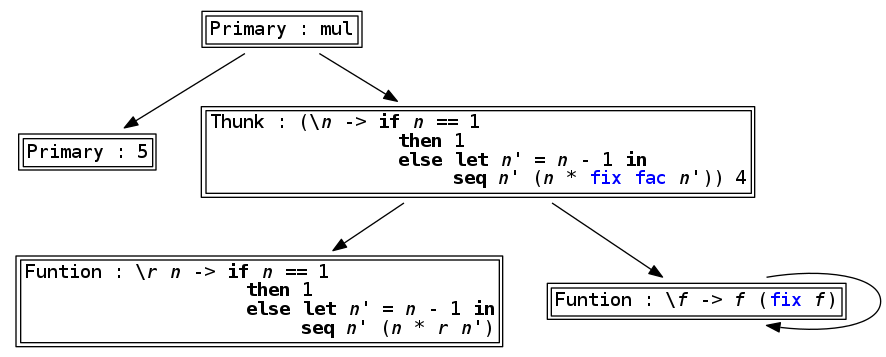 Primary : mul
Primary : 5
Thunk : (\n -> if n == 1
then 1
else let n' = n - 1 in
seq n' (n * fix fac n')) 4
Funtion : \r n -> if n == 1
then 1
else let n' = n - 1 in
seq n' (n * r n')
Funtion : \f -> f (fix f)